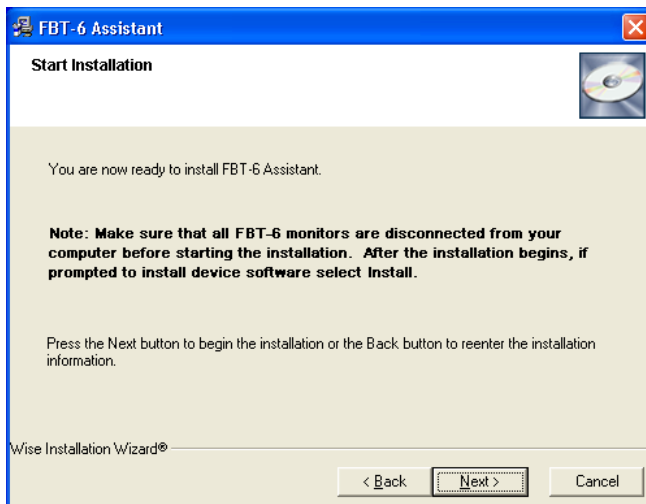 FBT-6 Assistant
Start Installation
You are now ready to install FBT-6 Assistant.
Note: Make sure that all FBT-6 monitors are disconnected from your
computer before starting the installation. After the installation begins, if
prompted to install device software select Install.
Press the Next button to begin the installation or the Back button to reenter the installation
information.
Wise Installation Wizard®
< Back Next > Cancel